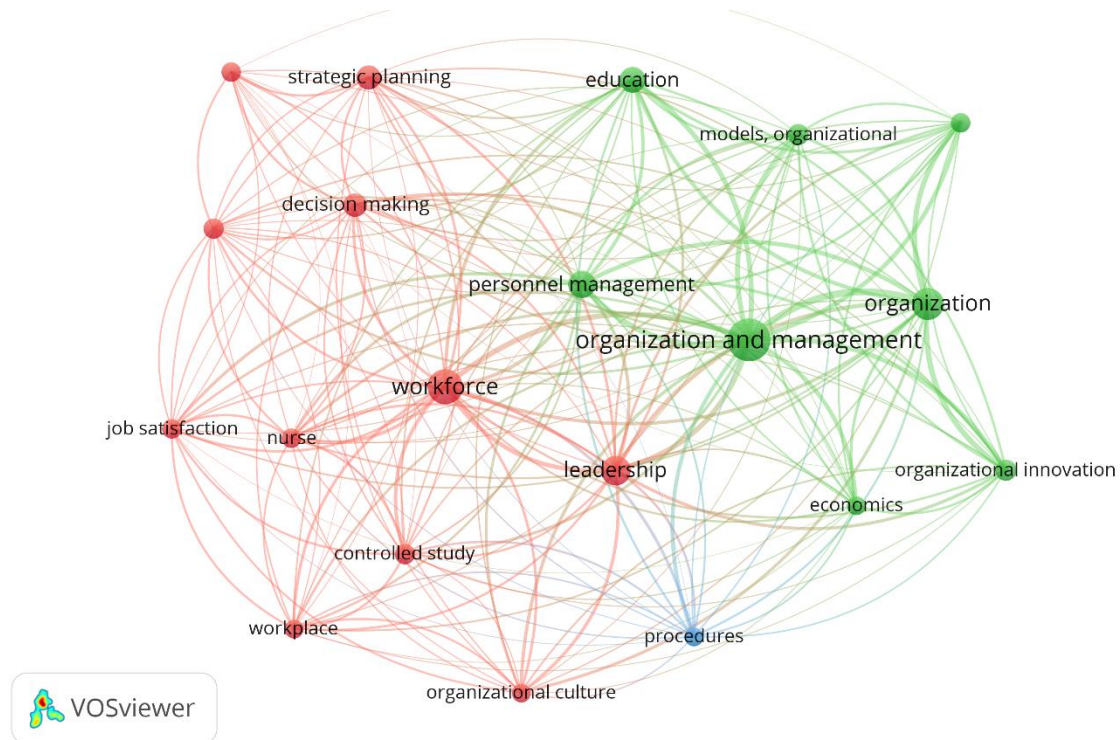 strategic planning
education
models, organizational
decision making
personnel management
organization
organization and management
workforce
job satisfaction
nurse
leadership
organizational innovation
economics
controlled study
workplace
procedures
organizational culture
VOSviewer